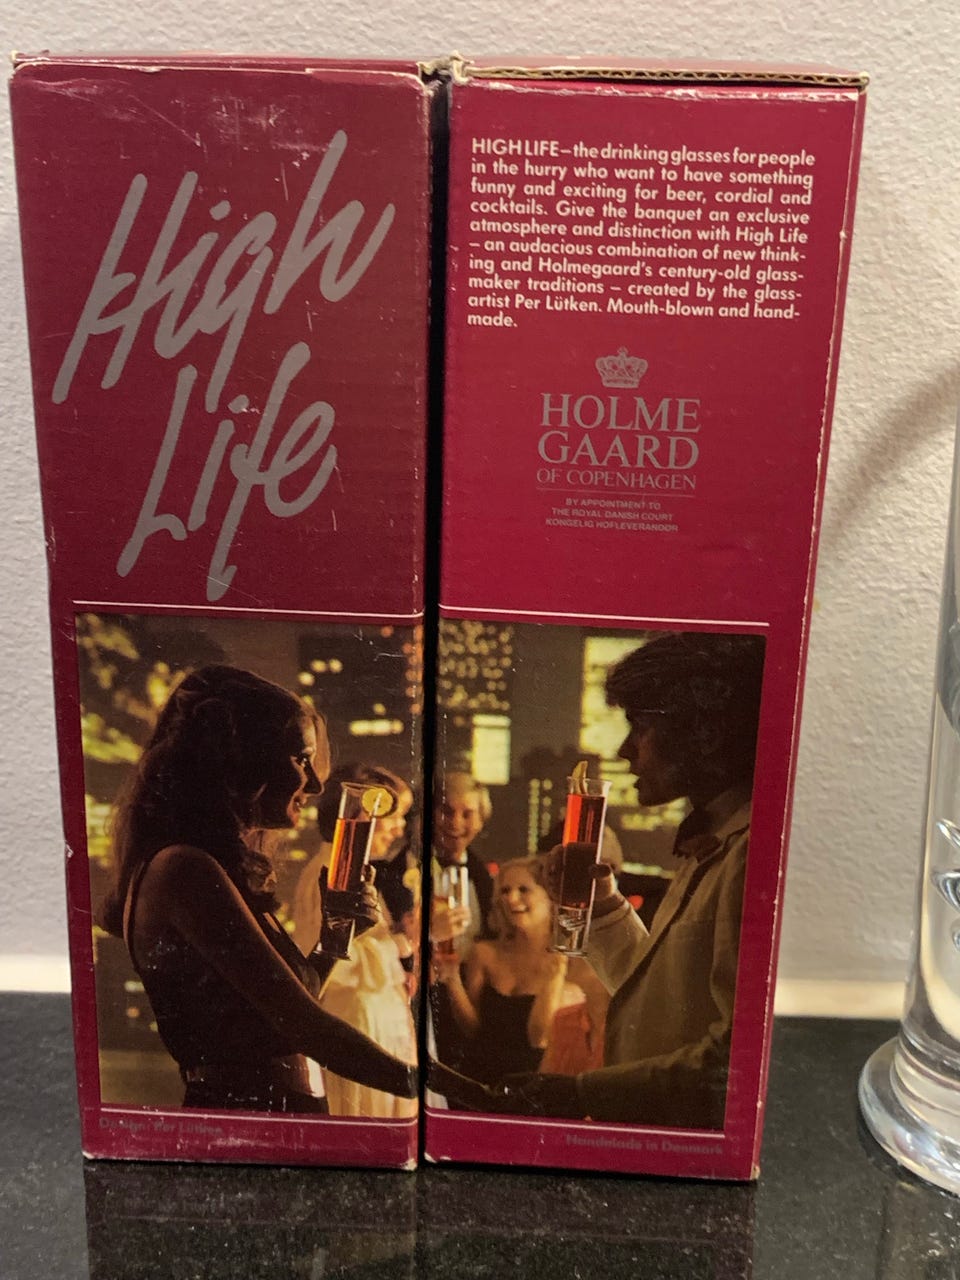 High
Life
HIGH LIFE – the drinking glasses for people
in the hurry who want to have something
funny and exciting for beer, cordial and
cocktails. Give the banquet an exclusive
atmosphere and distinction with High Life
– an audacious combination of new think-
ing and Holmegaard's century-old glass-
maker traditions – created by the glass-
artist Per Lütken. Mouth-blown and hand-
made.
HOLME
GAARD
OF COPENHAGEN
BY APPOINTMENT TO
THE ROYAL DANISH COURT
KONGELIG HOFLEVERANDØR
Design: Per Lütken
Handmade in Denmark